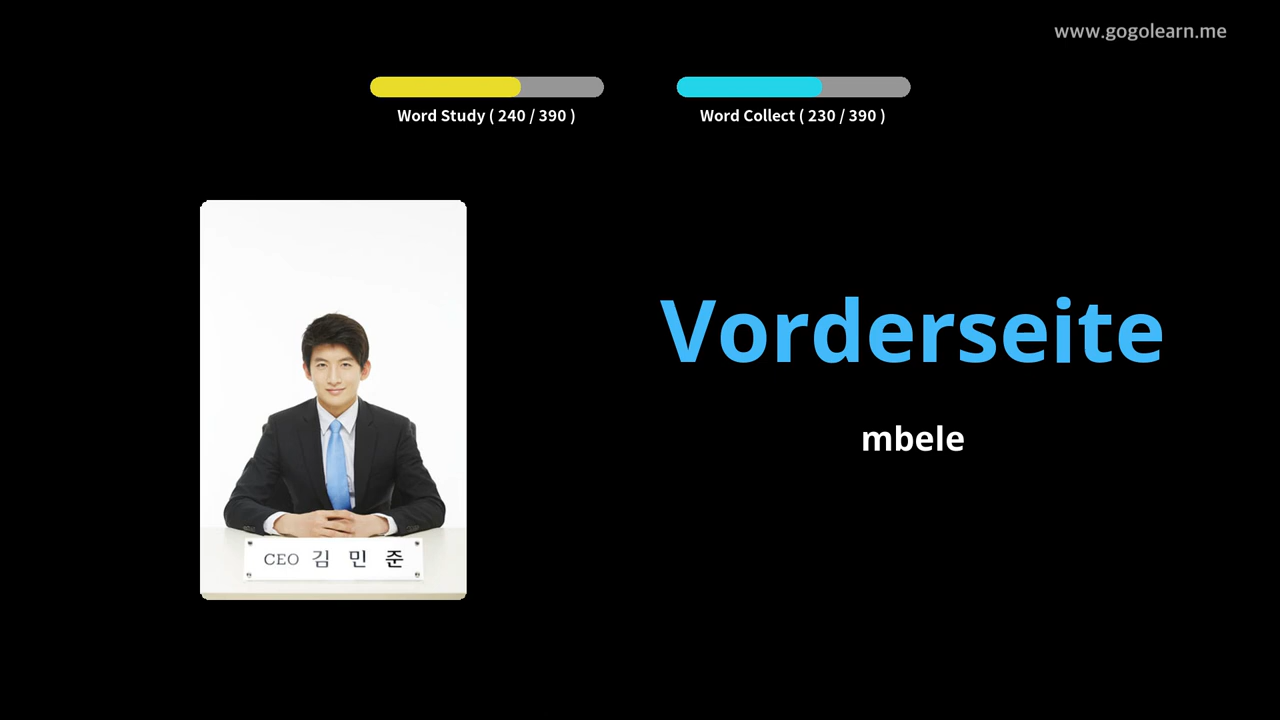 www.gogolearn.me
Word Study ( 240 / 390 )
Word Collect ( 230 / 390 )
Vorderseite
mbele
CEO 김 민 준